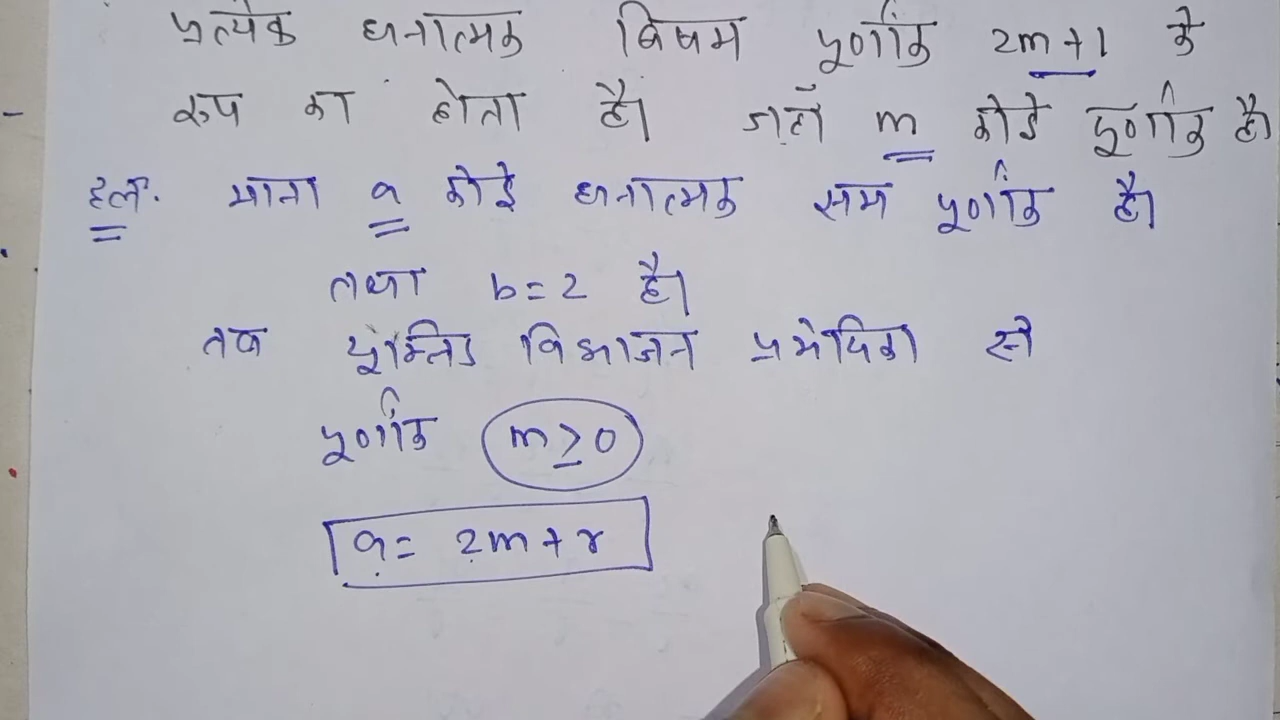 प्रत्येक धनात्मक विषम पूर्णांक 2m+1 के
रूप का होता है। जहाँ m कोई पूर्णांक है।
हल. माना a कोई धनात्मक सम पूर्णांक है।
तथा b=2 है।
तब यूक्लिड विभाजन प्रमेयिका से
पूर्णांक m≥0
a= 2m+r